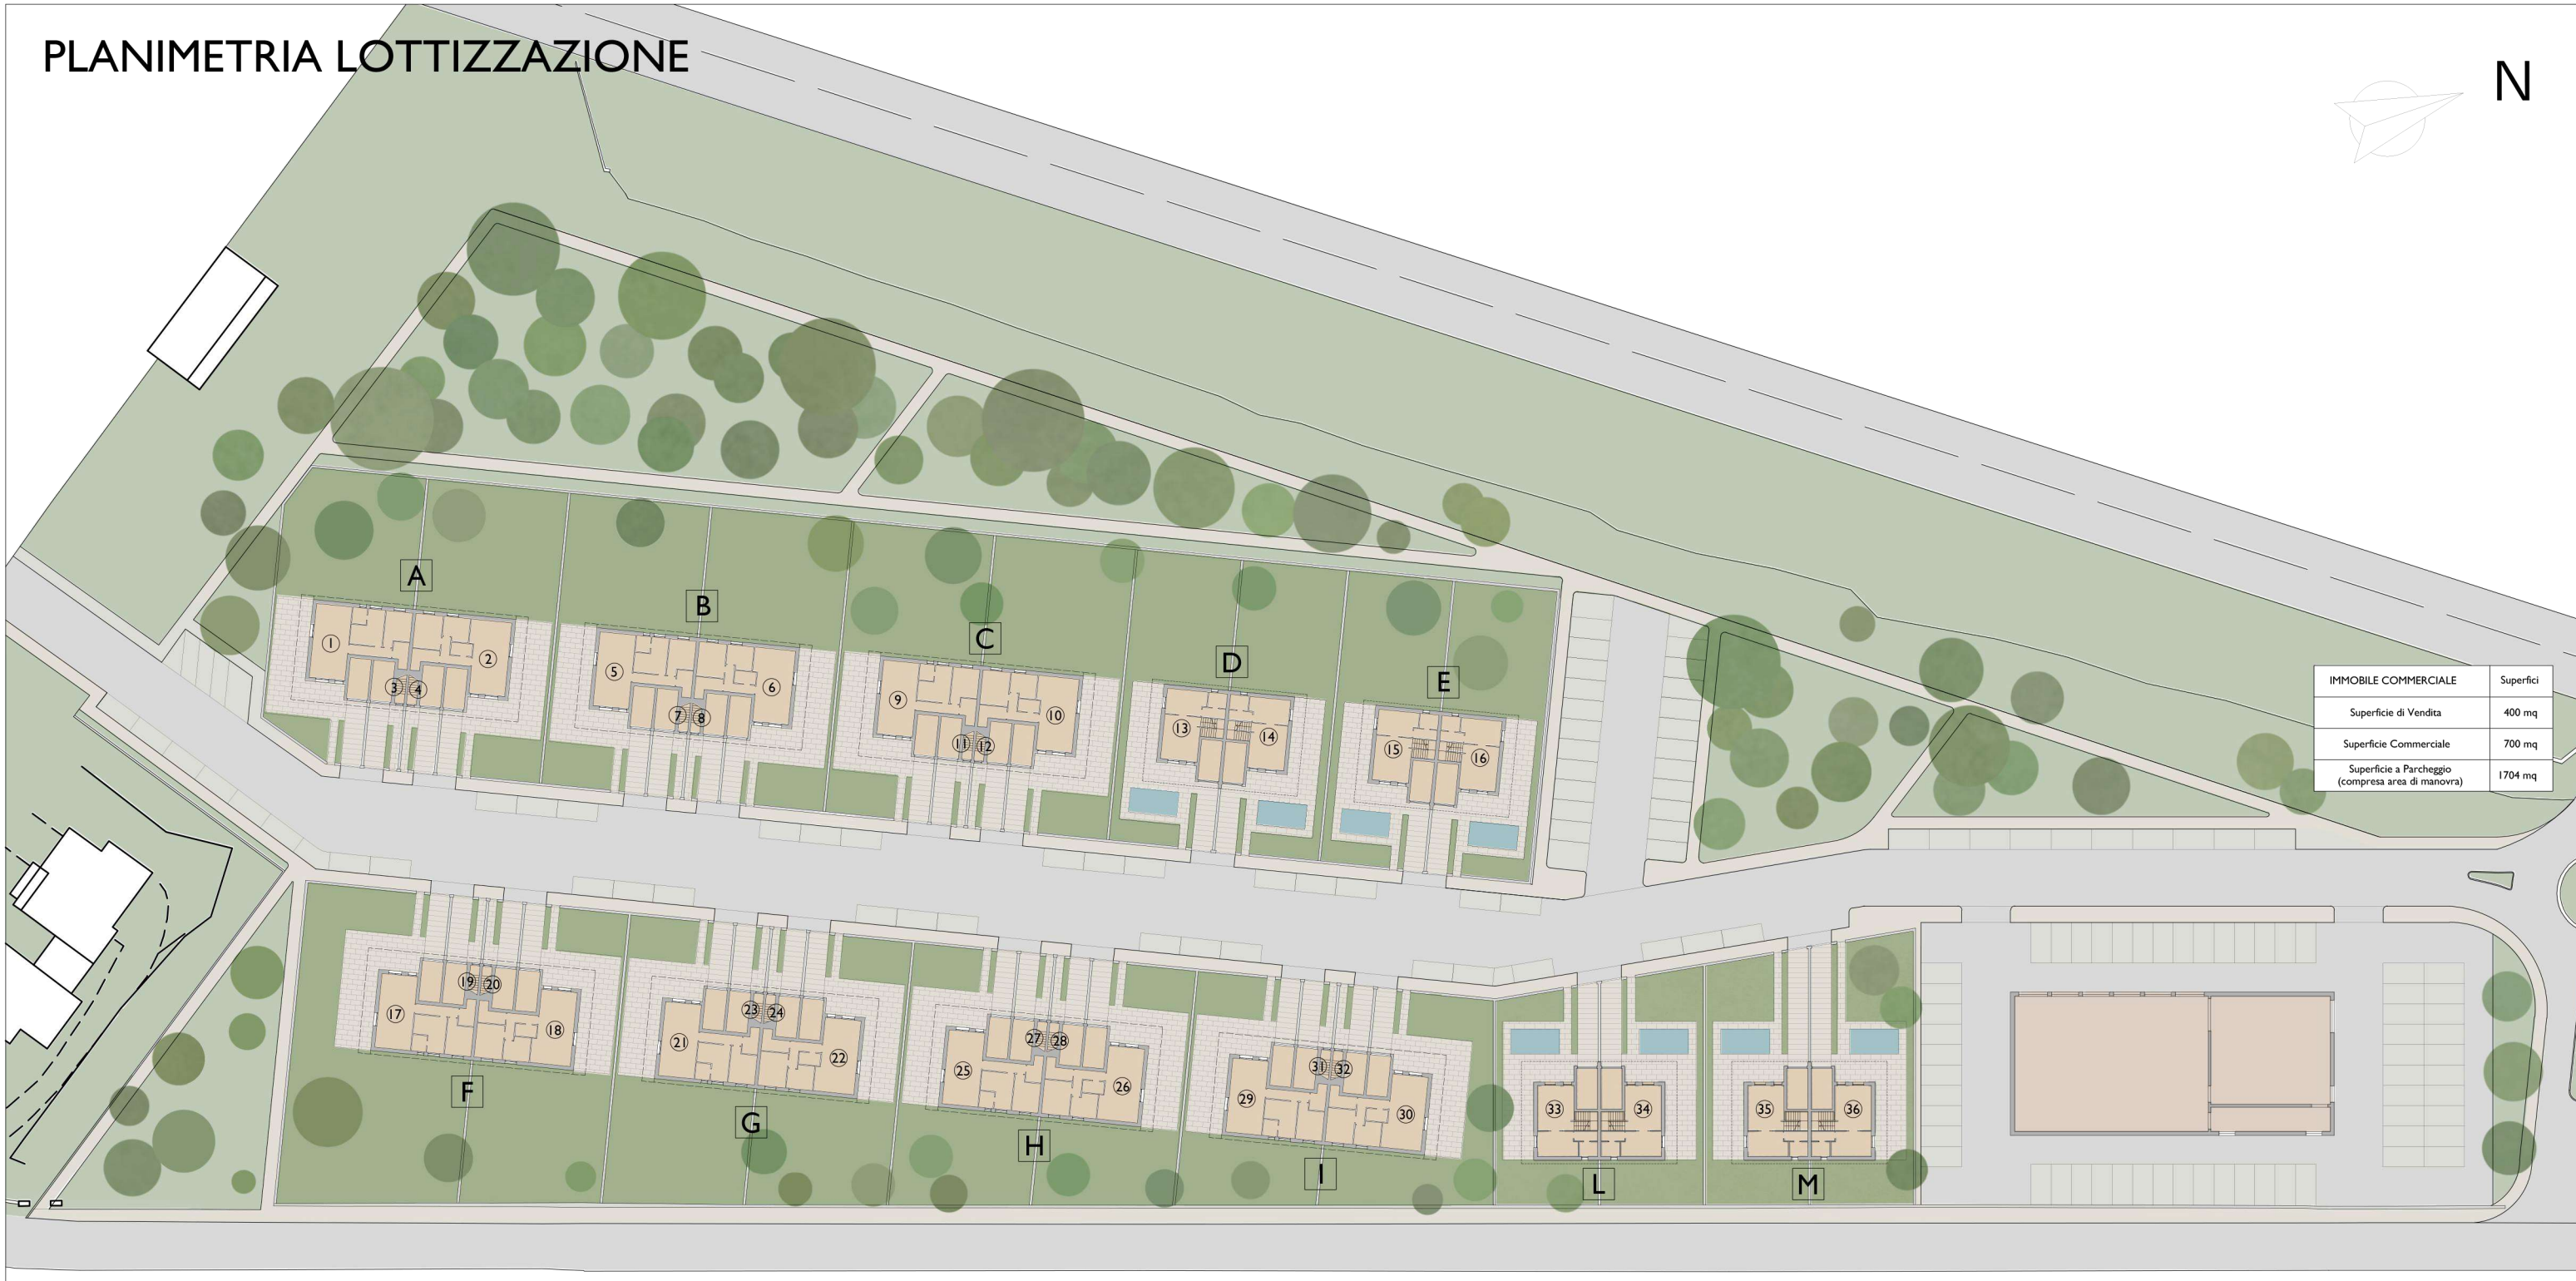 PLANIMETRIA LOTTIZZAZIONE
N
A
B
C
D
E
1
2
3
4
5
6
7
8
9
10
11
12
13
14
15
16
IMMOBILE COMMERCIALE Superfici
Superficie di Vendita 400 mq
Superficie Commerciale 700 mq
Superficie a Parcheggio
(compresa area di manovra) 1704 mq
17
18
19
20
21
22
23
24
25
26
27
28
29
30
31
32
33
34
35
36
F
G
H
I
L
M